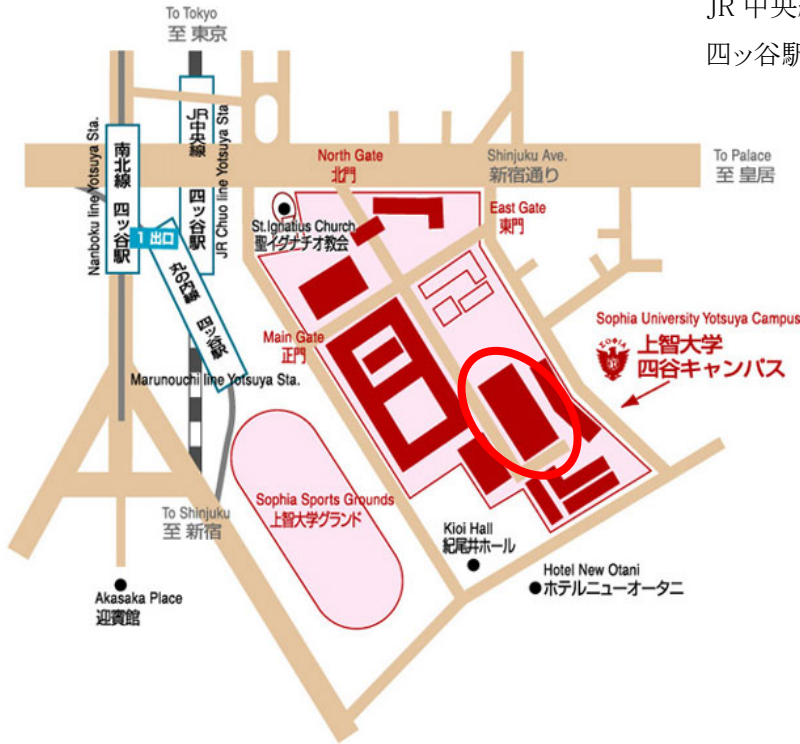 To Tokyo
至 東京
JR 中央
四ッ谷駅
Nanboku line Yotsuya Sta.
南北線 四ッ谷駅
JR中央線 四ッ谷駅
JR Chuo line Yotsuya Sta.
North Gate
北門
Shinjuku Ave.
新宿通り
To Palace
至 皇居
East Gate
東門
St.Ignatius Church
聖イグナチオ教会
1 出口
丸の内線 四ッ谷駅
Marunouchi line Yotsuya Sta.
Main Gate
正門
Sophia University Yotsuya Campus
SOPHIA
上智大学
四谷キャンパス
Sophia Sports Grounds
上智大学グランド
To Shinjuku
至 新宿
Kioi Hall
紀尾井ホール
Hotel New Otani
ホテルニューオータニ
Akasaka Place
迎賓館